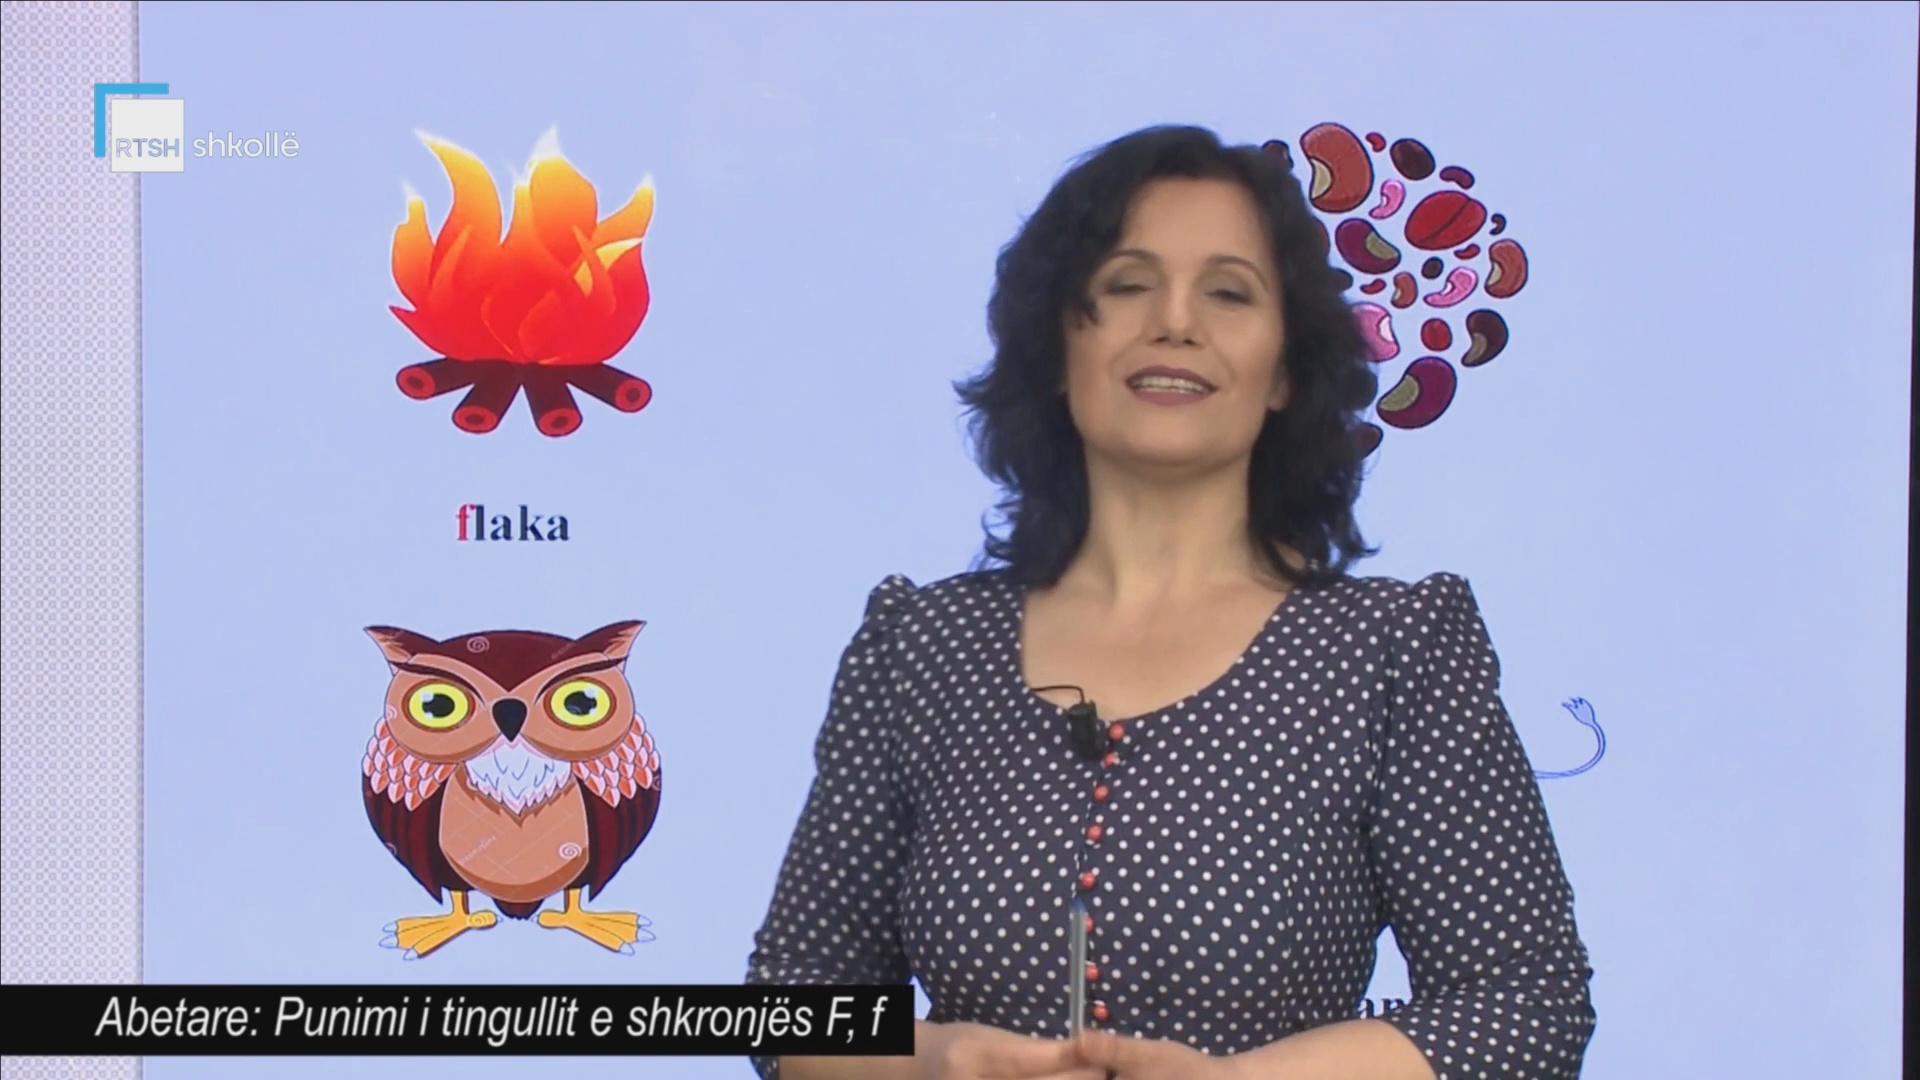 RTSH shkollë
flaka
Abetare: Punimi i tingullit e shkronjës F, f